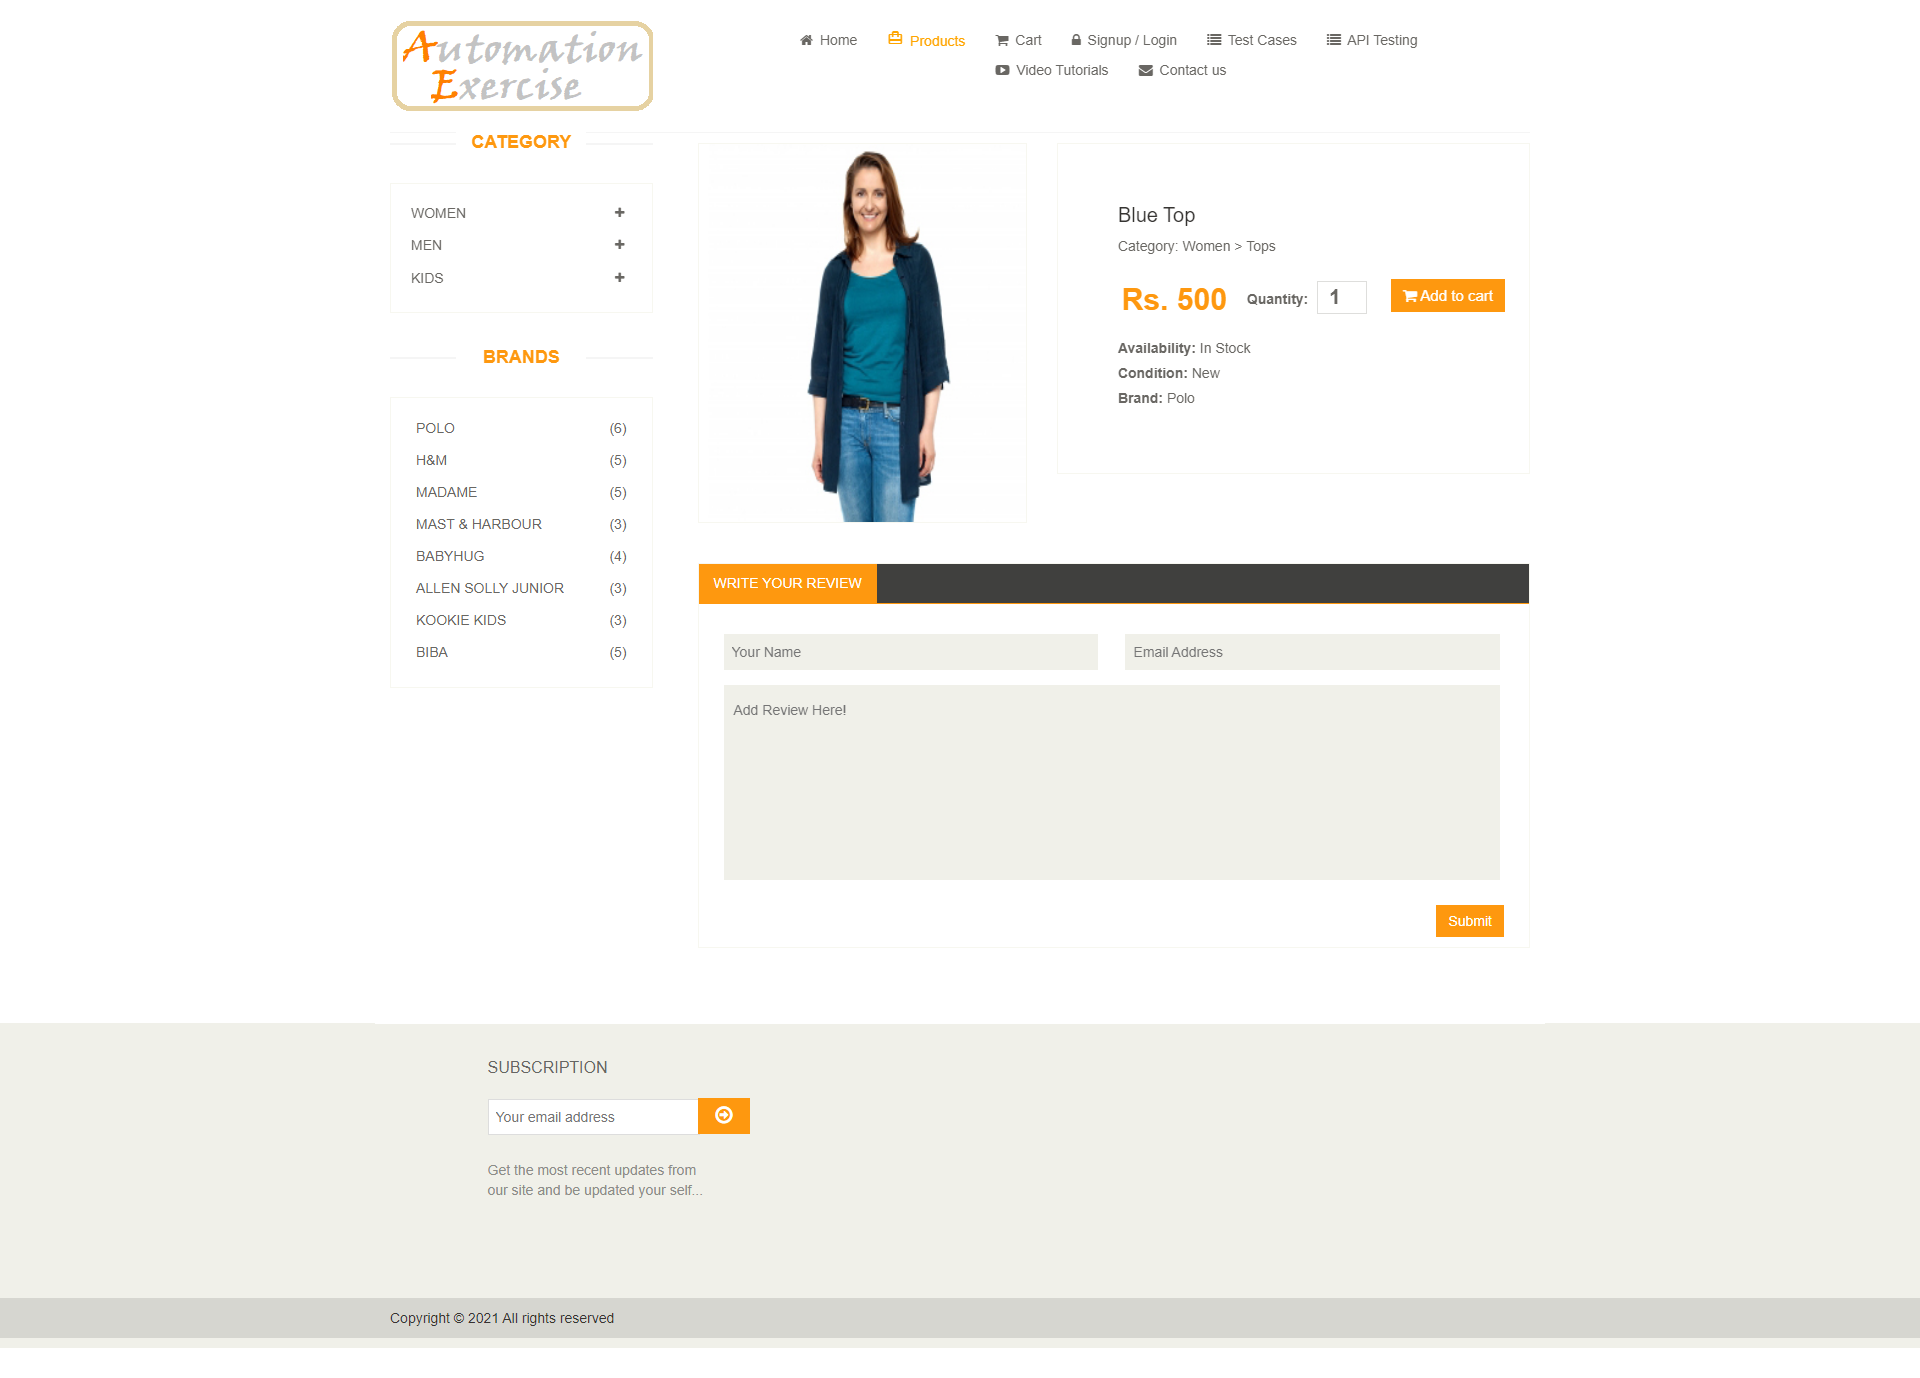 Automation
Exercise
Home
Products
Cart
Signup / Login
Test Cases
API Testing
Video Tutorials
Contact us
CATEGORY
WOMEN
MEN
KIDS
BRANDS
POLO (6)
H&M (5)
MADAME (5)
MAST & HARBOUR (3)
BABYHUG (4)
ALLEN SOLLY JUNIOR (3)
KOOKIE KIDS (3)
BIBA (5)
Blue Top
Category: Women > Tops
Rs. 500 Quantity: 1 Add to cart
Availability: In Stock
Condition: New
Brand: Polo
WRITE YOUR REVIEW
Your Name
Email Address
Add Review Here!
Submit
SUBSCRIPTION
Your email address
Get the most recent updates from
our site and be updated your self...
Copyright © 2021 All rights reserved